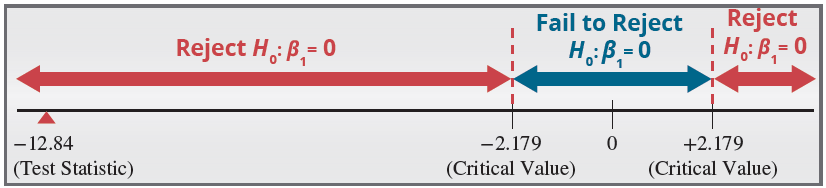 Reject H₀: β₁ = 0
Fail to Reject
H₀: β₁ = 0
Reject
H₀: β₁ = 0
−12.84
(Test Statistic)
−2.179
(Critical Value)
0
+2.179
(Critical Value)